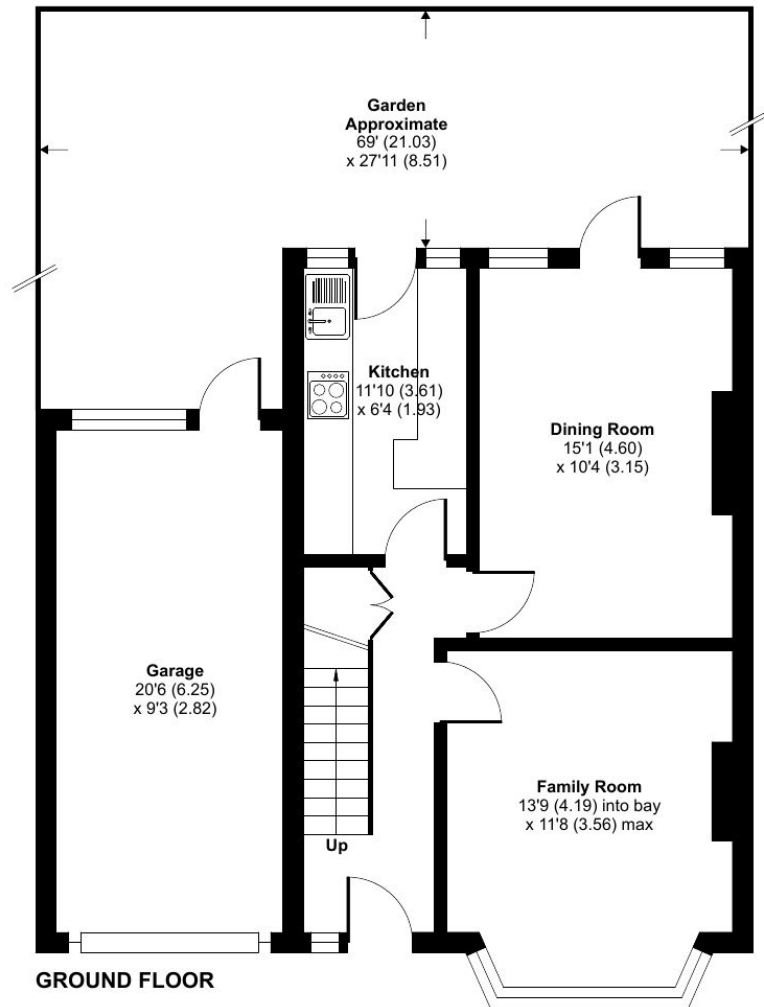 Garden
Approximate
69' (21.03)
x 27'11 (8.51)
Kitchen
11'10 (3.61)
x 6'4 (1.93)
Dining Room
15'1 (4.60)
x 10'4 (3.15)
Garage
20'6 (6.25)
x 9'3 (2.82)
Family Room
13'9 (4.19) into bay
x 11'8 (3.56) max
Up
GROUND FLOOR